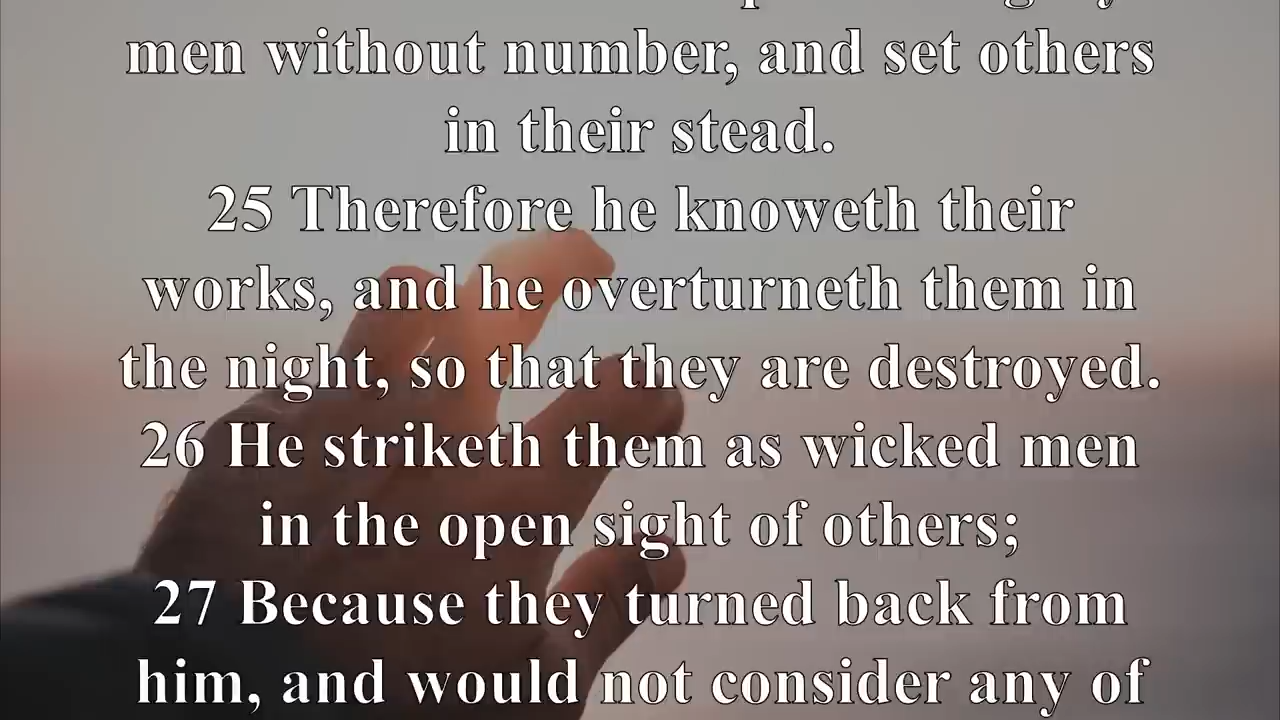 men without number, and set others
in their stead.
25 Therefore he knoweth their
works, and he overturneth them in
the night, so that they are destroyed.
26 He striketh them as wicked men
in the open sight of others;
27 Because they turned back from
him, and would not consider any of